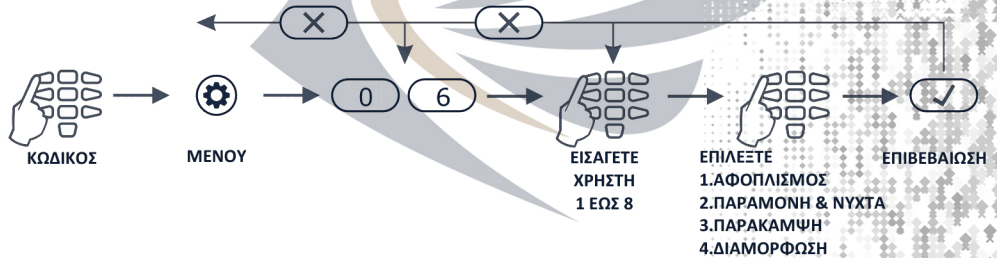 0 6
ΚΩΔΙΚΟΣ
ΜΕΝΟΥ
ΕΙΣΑΓΕΤΕ
ΧΡΗΣΤΗ
1 ΕΩΣ 8
ΕΠΙΛΕΞΤΕ
1.ΑΦΟΠΛΙΣΜΟΣ
2.ΠΑΡΑΜΟΝΗ & ΝΥΧΤΑ
3.ΠΑΡΑΚΑΜΨΗ
4.ΔΙΑΜΟΡΦΩΣΗ
ΕΠΙΒΕΒΑΙΩΣΗ